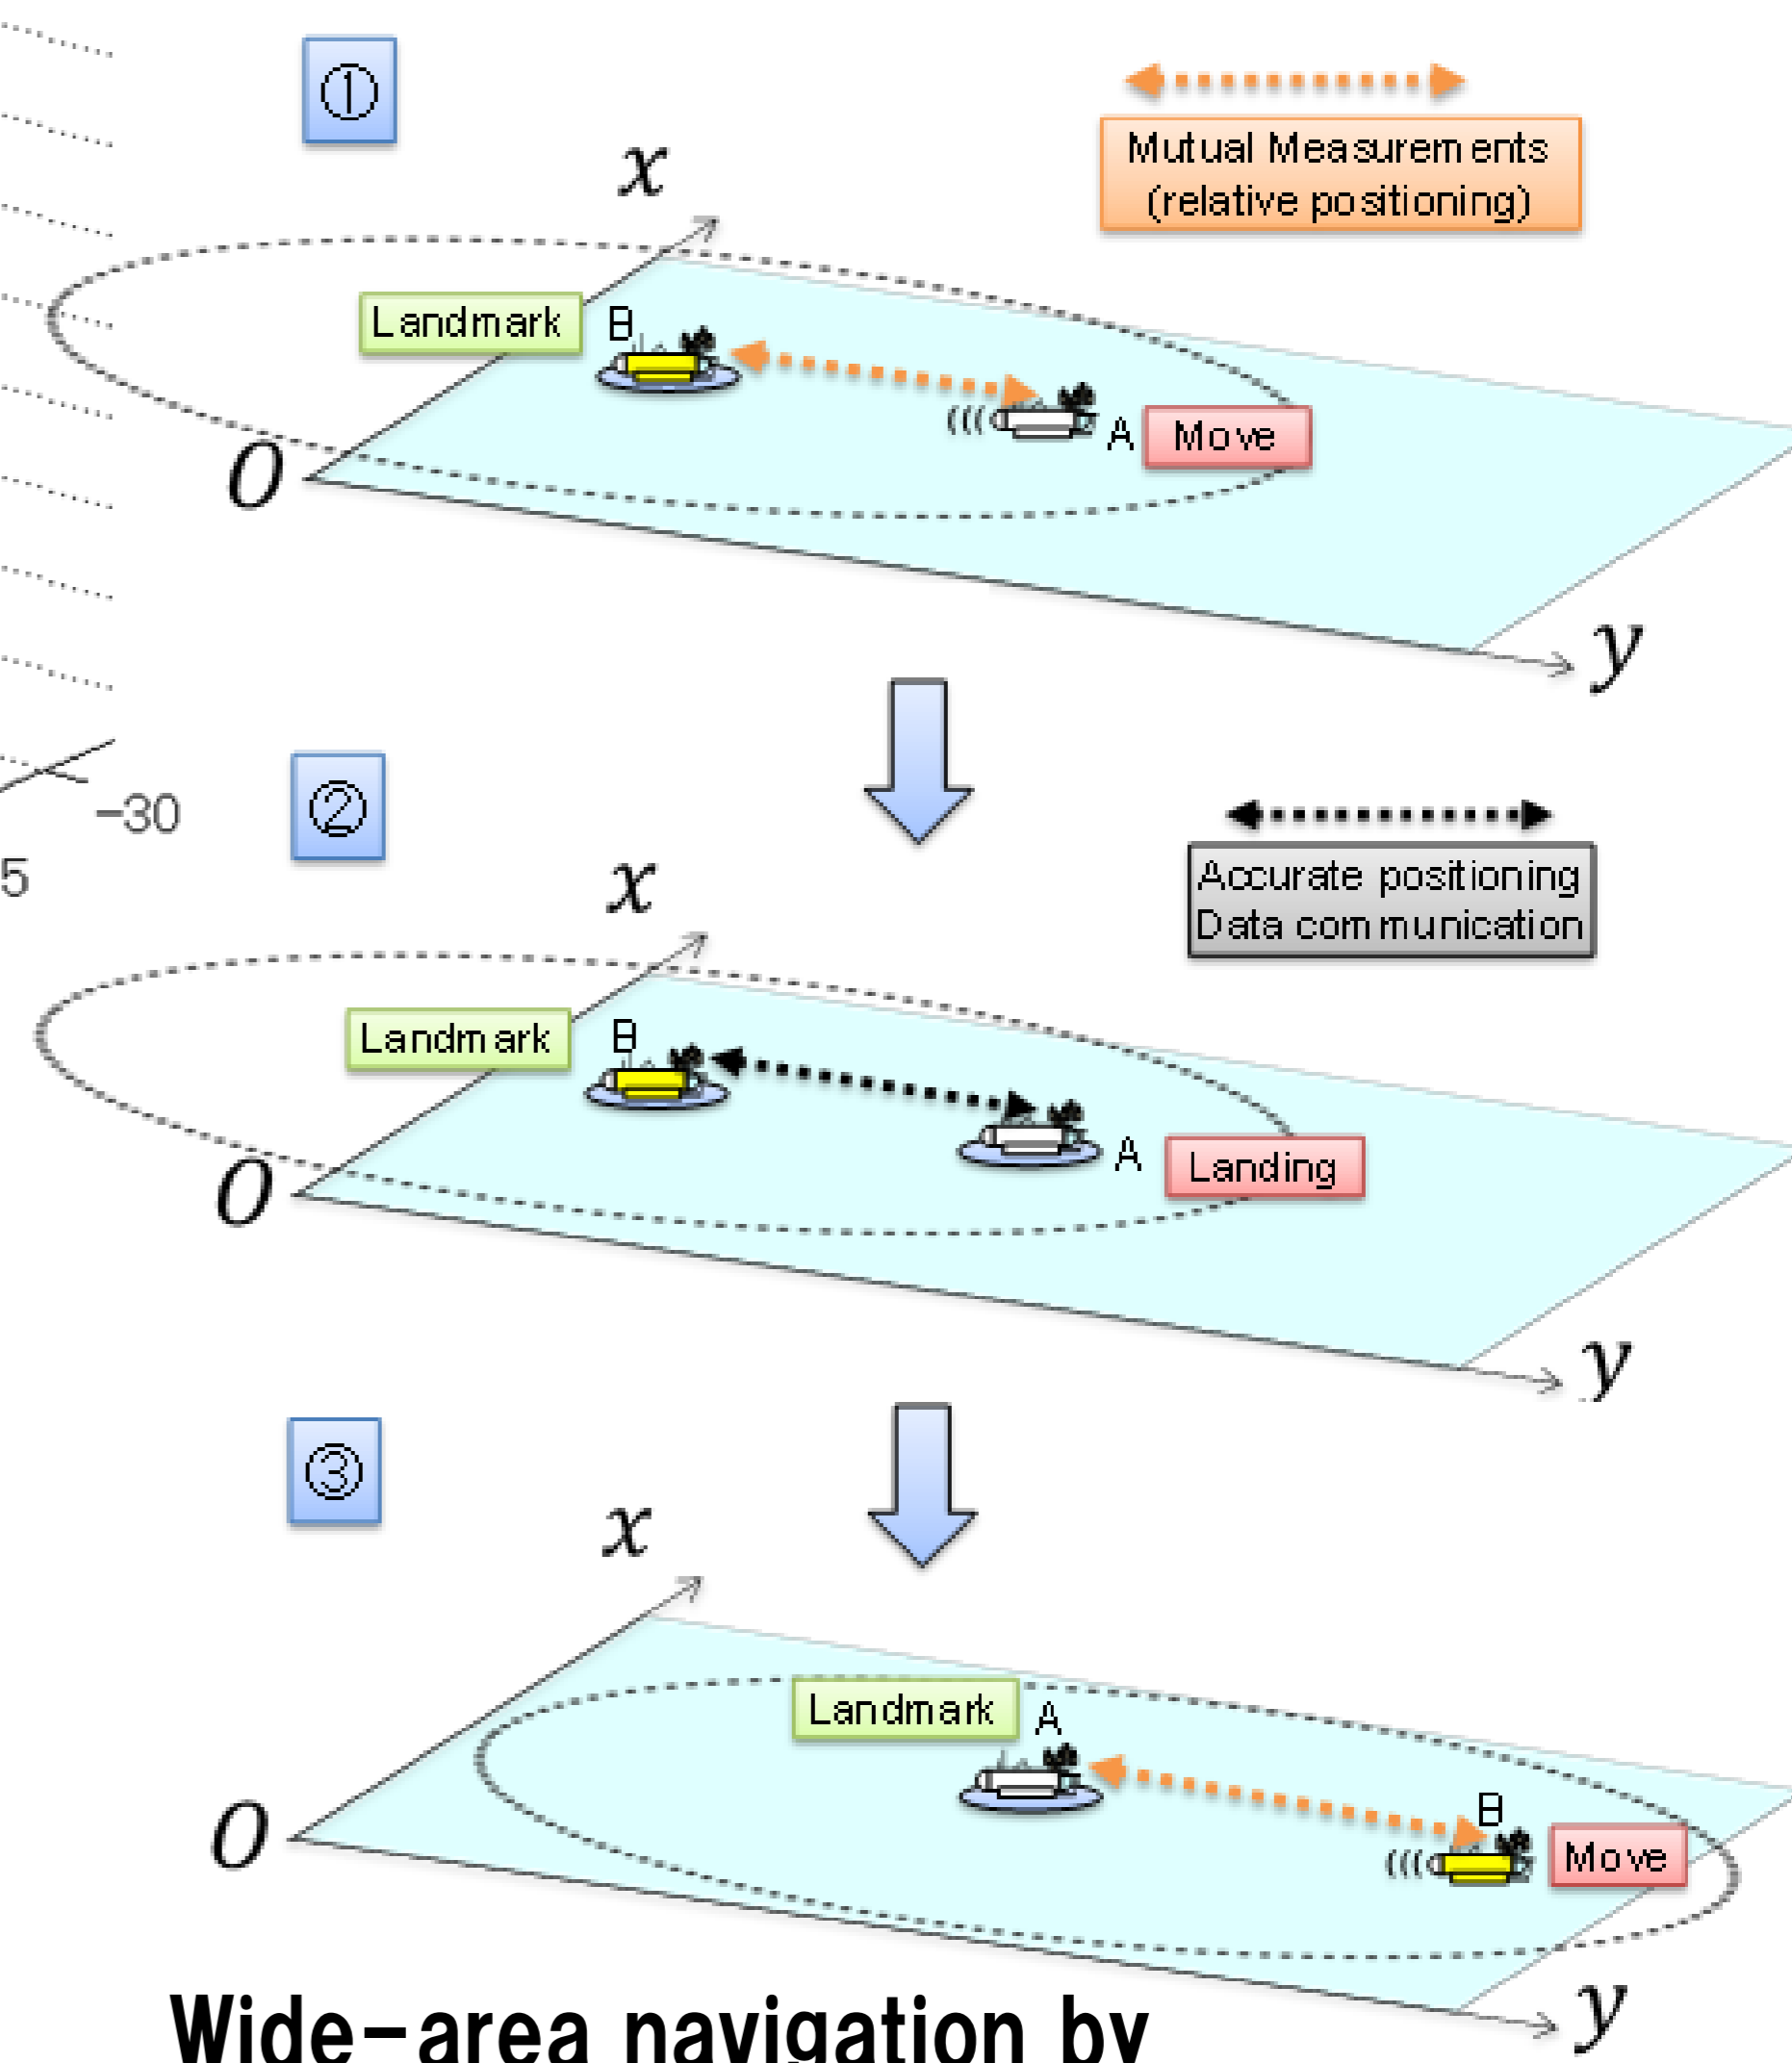 ①
Mutual Measurements
(relative positioning)
x
Landmark
B
A
Move
O
y
②
-30
5
Accurate positioning
Data communication
x
Landmark
B
A
Landing
O
y
③
x
Landmark
A
B
Move
O
y
Wide-area navigation by